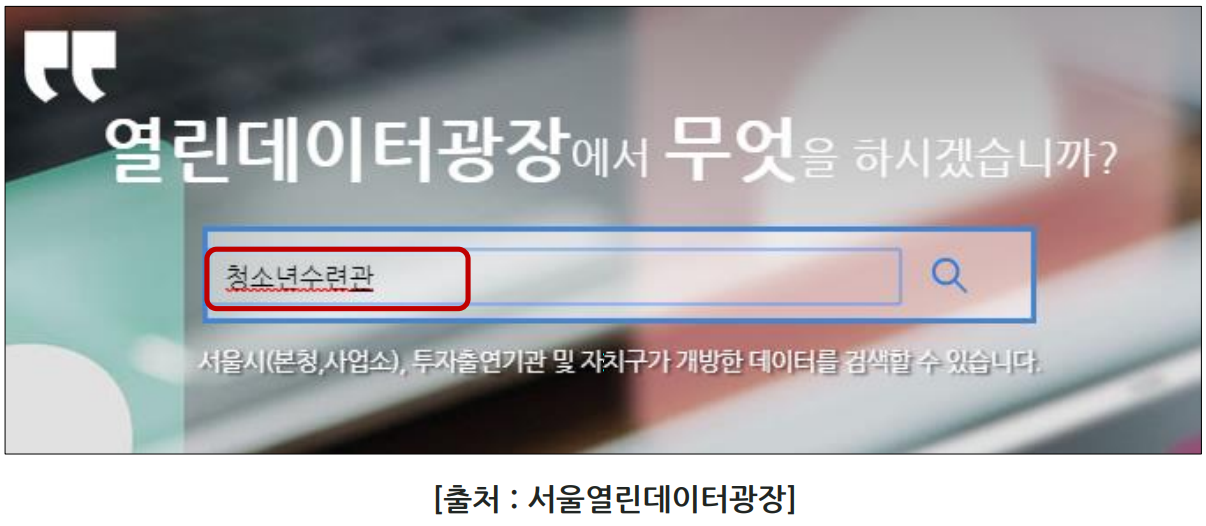 열린데이터광장에서 무엇을 하시겠습니까?
청소년수련관
서울시(본청,사업소), 투자출연기관 및 자치구가 개방한 데이터를 검색할 수 있습니다.
[출처 : 서울열린데이터광장]